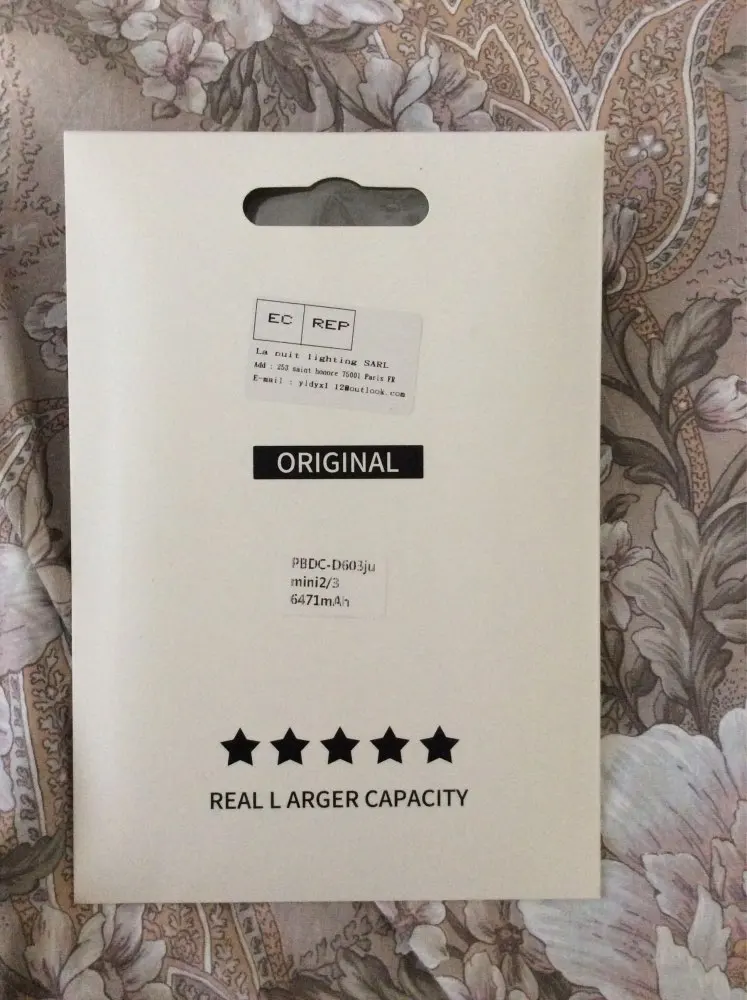 EC REP
La nuit lighting SARL
Add : 253 saint honore 75001 Paris FR
E-mail : yidyx1 12@outlook.com
ORIGINAL
PBDC-D603ju
mini2/3
6471mAh
REAL L ARGER CAPACITY